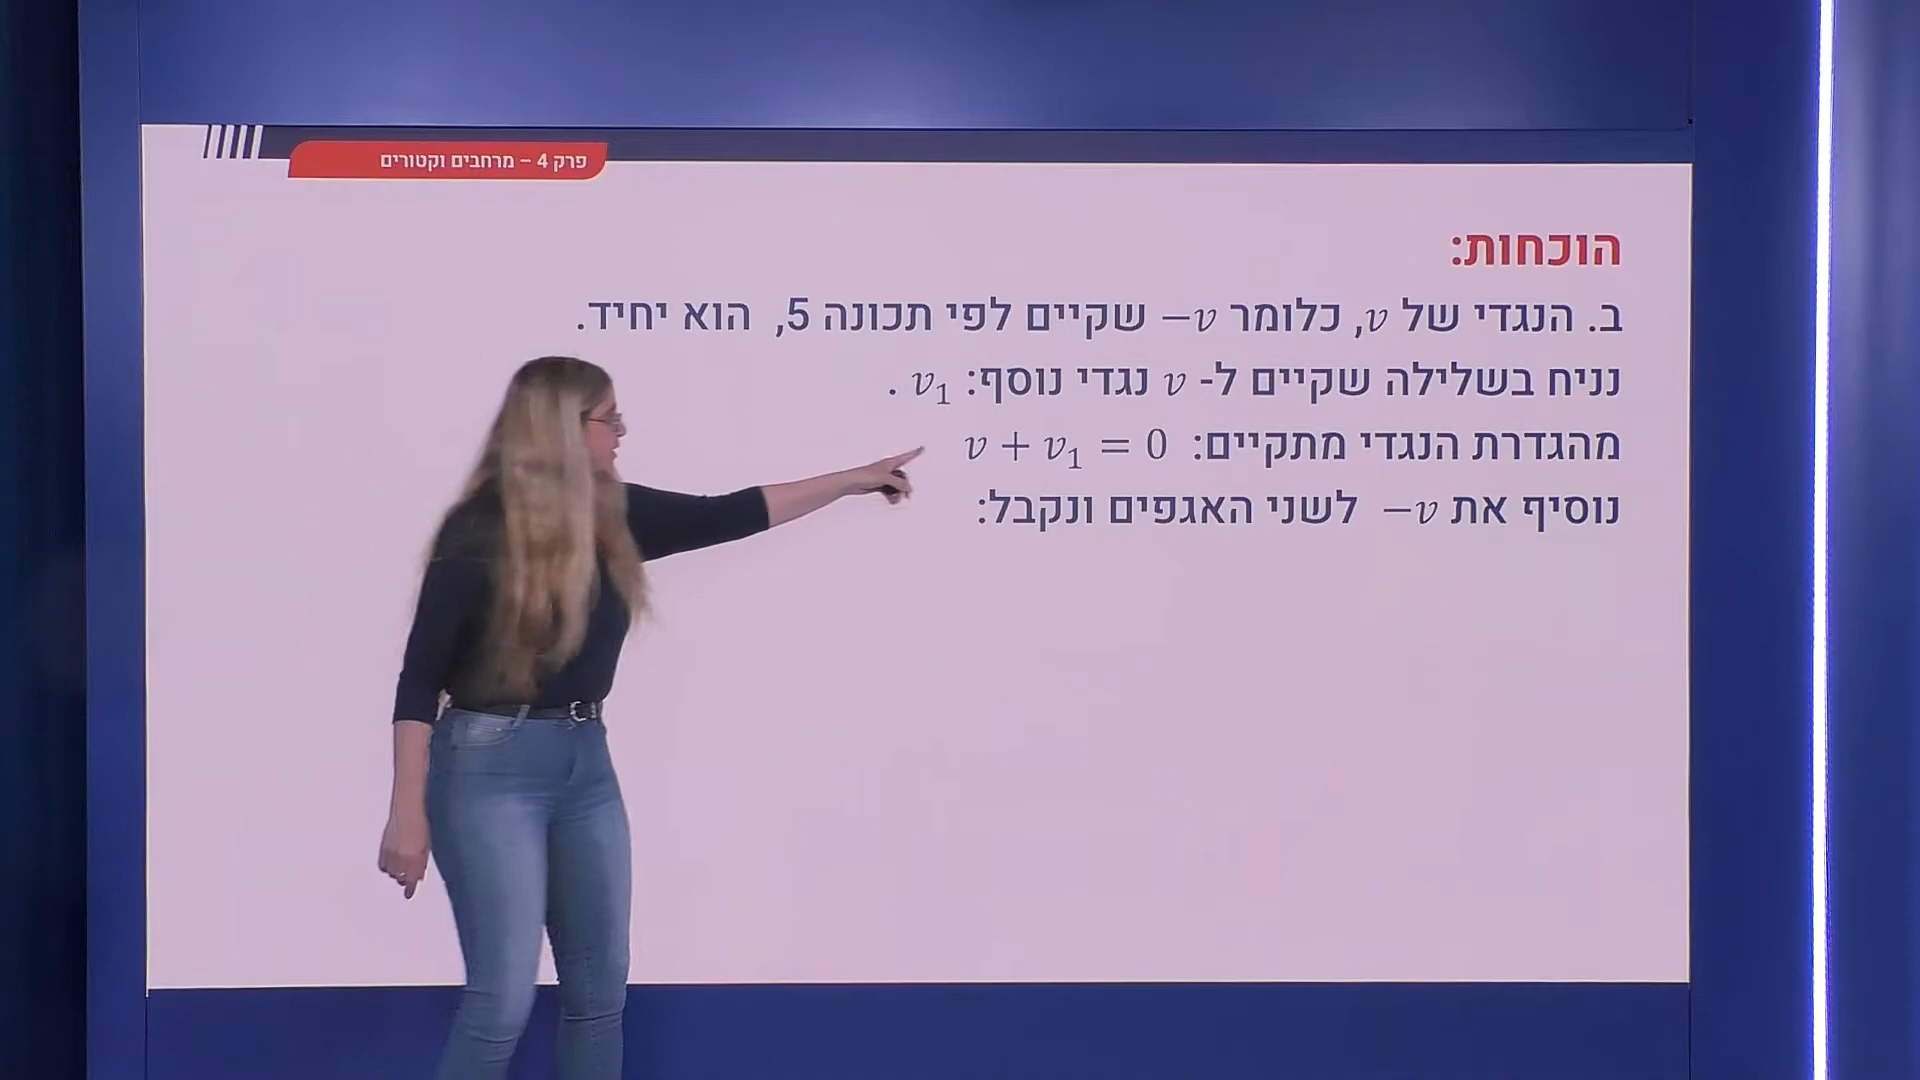 פרק 4 – מרחבים וקטורים
הוכחות:
ב. הנגדי של v, כלומר −v שקיים לפי תכונה 5, הוא יחיד.
נניח בשלילה שקיים ל- v נגדי נוסף: v₁ .
מהגדרת הנגדי מתקיים: v + v₁ = 0
נוסיף את −v לשני האגפים ונקבל: